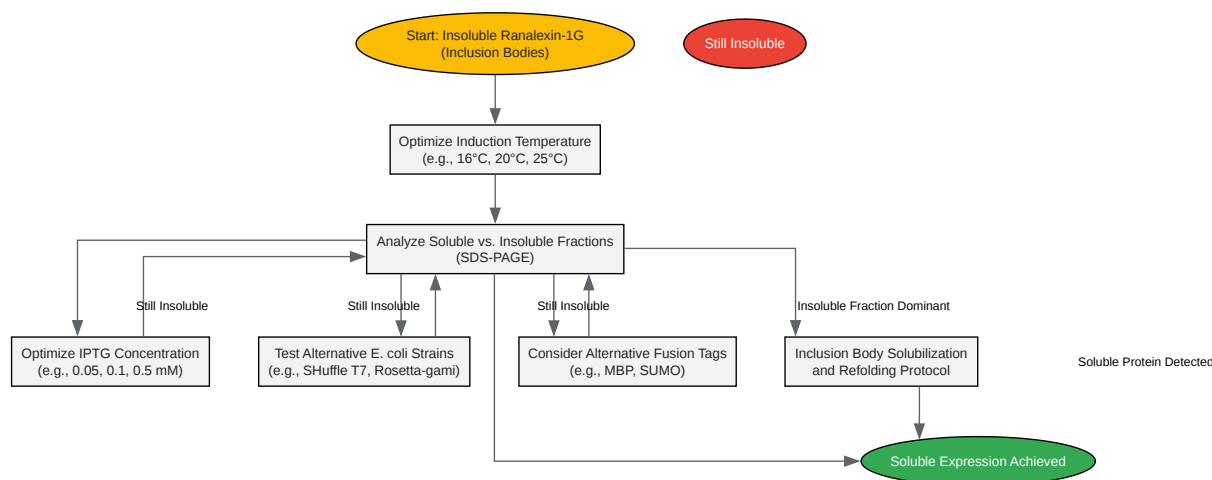 Start: Insoluble Ranalexin-1G
(Inclusion Bodies)
Still Insoluble
Optimize Induction Temperature
(e.g., 16°C, 20°C, 25°C)
Analyze Soluble vs. Insoluble Fractions
(SDS-PAGE)
Still Insoluble
Still Insoluble
Still Insoluble
Insoluble Fraction Dominant
Optimize IPTG Concentration
(e.g., 0.05, 0.1, 0.5 mM)
Test Alternative E. coli Strains
(e.g., SHuffle T7, Rosetta-gami)
Consider Alternative Fusion Tags
(e.g., MBP, SUMO)
Inclusion Body Solubilization
and Refolding Protocol
Soluble Protein Detected
Soluble Expression Achieved